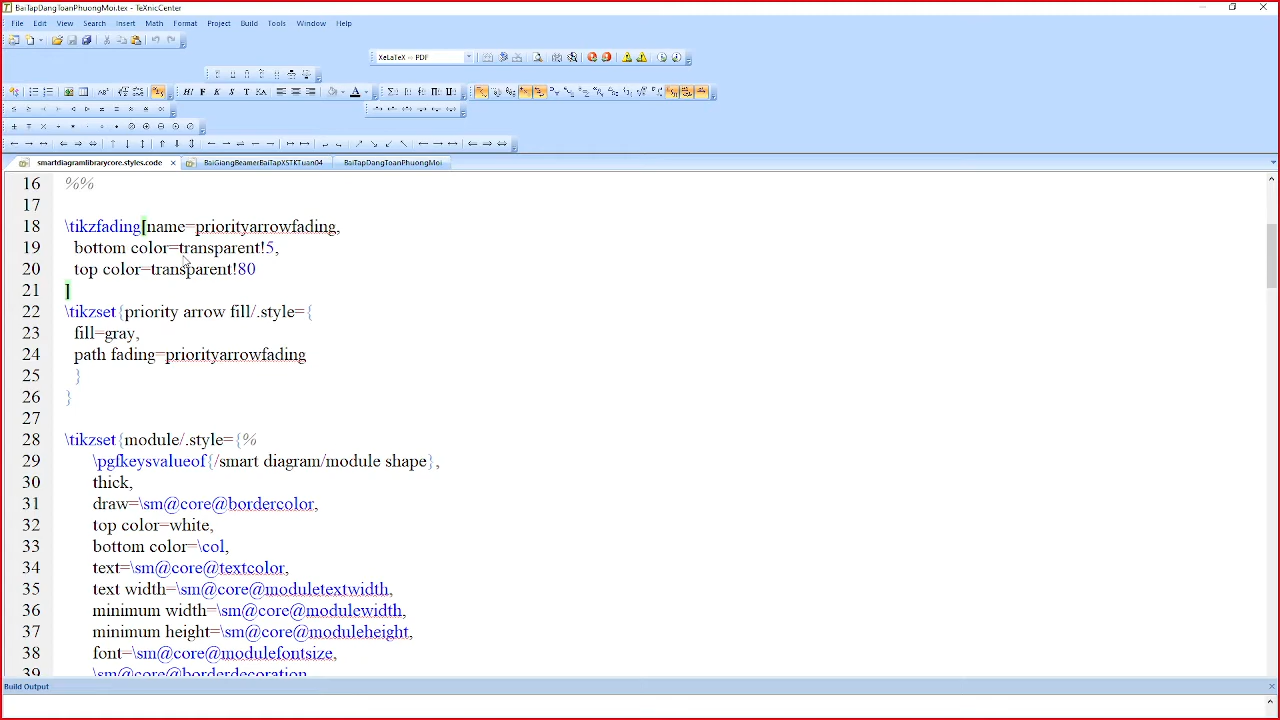 BaiTapDangToanPhuongMoi.tex - TeXnicCenter
File Edit View Search Insert Math Format Project Build Tools Window Help
XeLaTeX ⇨ PDF
smartdiagramlibrarycore.styles.code BaiGiangBeamerBaiTapXSTKTuan04 BaiTapDangToanPhuongMoi
16 %%
17
18 \tikzfading[name=priorityarrowfading,
19 bottom color=transparent!5,
20 top color=transparent!80
21 ]
22 \tikzset{priority arrow fill/.style={
23 fill=gray,
24 path fading=priorityarrowfading
25 }
26 }
27
28 \tikzset{module/.style={%
29 \pgfkeysvalueof{/smart diagram/module shape},
30 thick,
31 draw=\sm@core@bordercolor,
32 top color=white,
33 bottom color=\col,
34 text=\sm@core@textcolor,
35 text width=\sm@core@moduletextwidth,
36 minimum width=\sm@core@modulewidth,
37 minimum height=\sm@core@moduleheight,
38 font=\sm@core@modulefontsize,
39 \sm@core@borderdecoration
Build Output